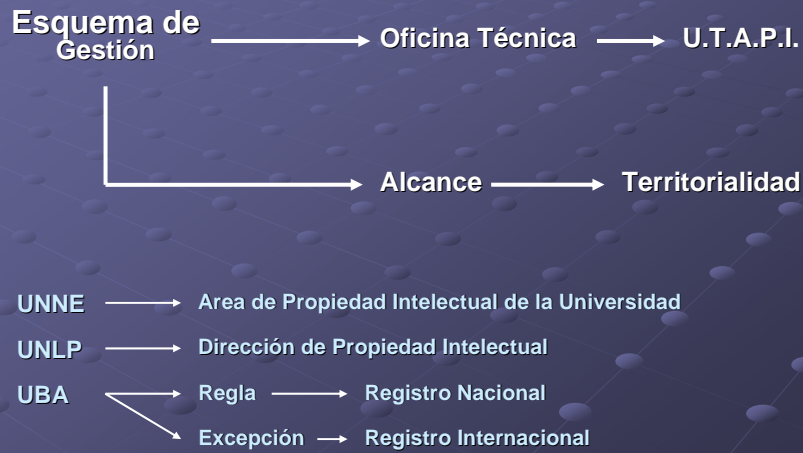 Esquema de
Gestión
Oficina Técnica
U.T.A.P.I.
Alcance
Territorialidad
UNNE
Area de Propiedad Intelectual de la Universidad
UNLP
Dirección de Propiedad Intelectual
UBA
Regla
Registro Nacional
Excepción
Registro Internacional